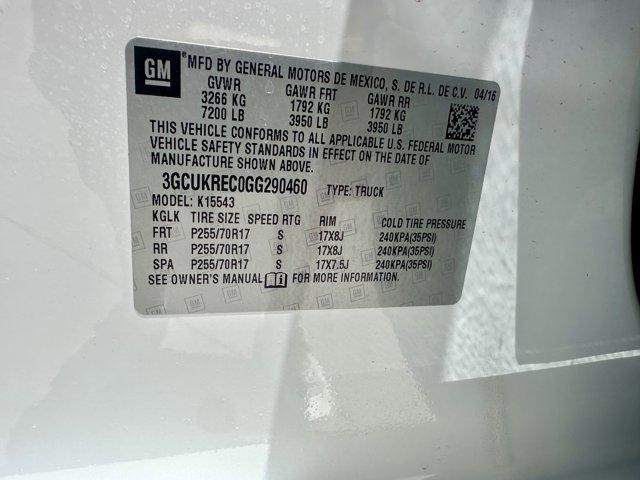 GM ®MFD BY GENERAL MOTORS DE MEXICO, S. DE R.L. DE C.V. 04/16
GVWR GAWR FRT GAWR RR
3266 KG 1792 KG 1792 KG
7200 LB 3950 LB 3950 LB
THIS VEHICLE CONFORMS TO ALL APPLICABLE U.S. FEDERAL MOTOR
VEHICLE SAFETY STANDARDS IN EFFECT ON THE DATE OF
MANUFACTURE SHOWN ABOVE.
3GCUKREC0GG290460 TYPE: TRUCK
MODEL: K15543
KGLK TIRE SIZE SPEED RTG RIM COLD TIRE PRESSURE
FRT P255/70R17 S 17X8J 240KPA(35PSI)
RR P255/70R17 S 17X8J 240KPA(35PSI)
SPA P255/70R17 S 17X7.5J 240KPA(35PSI)
SEE OWNER'S MANUAL FOR MORE INFORMATION.